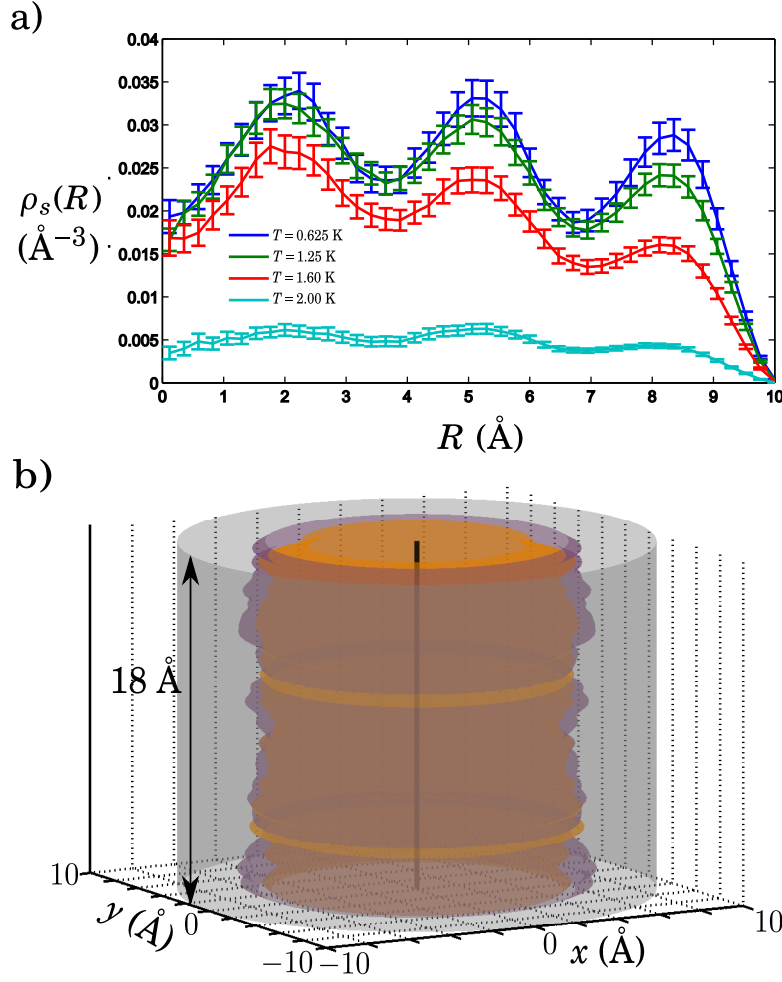 a)
0.04
0.035
0.03
0.025
0.02
0.015
0.01
0.005
0
ρₛ(R)
(Å⁻³)
T = 0.625 K
T = 1.25 K
T = 1.60 K
T = 2.00 K
0 1 2 3 4 5 6 7 8 9 10
R (Å)
b)
18 Å
10
y (Å)
0
−10
−10
0
x (Å)
10